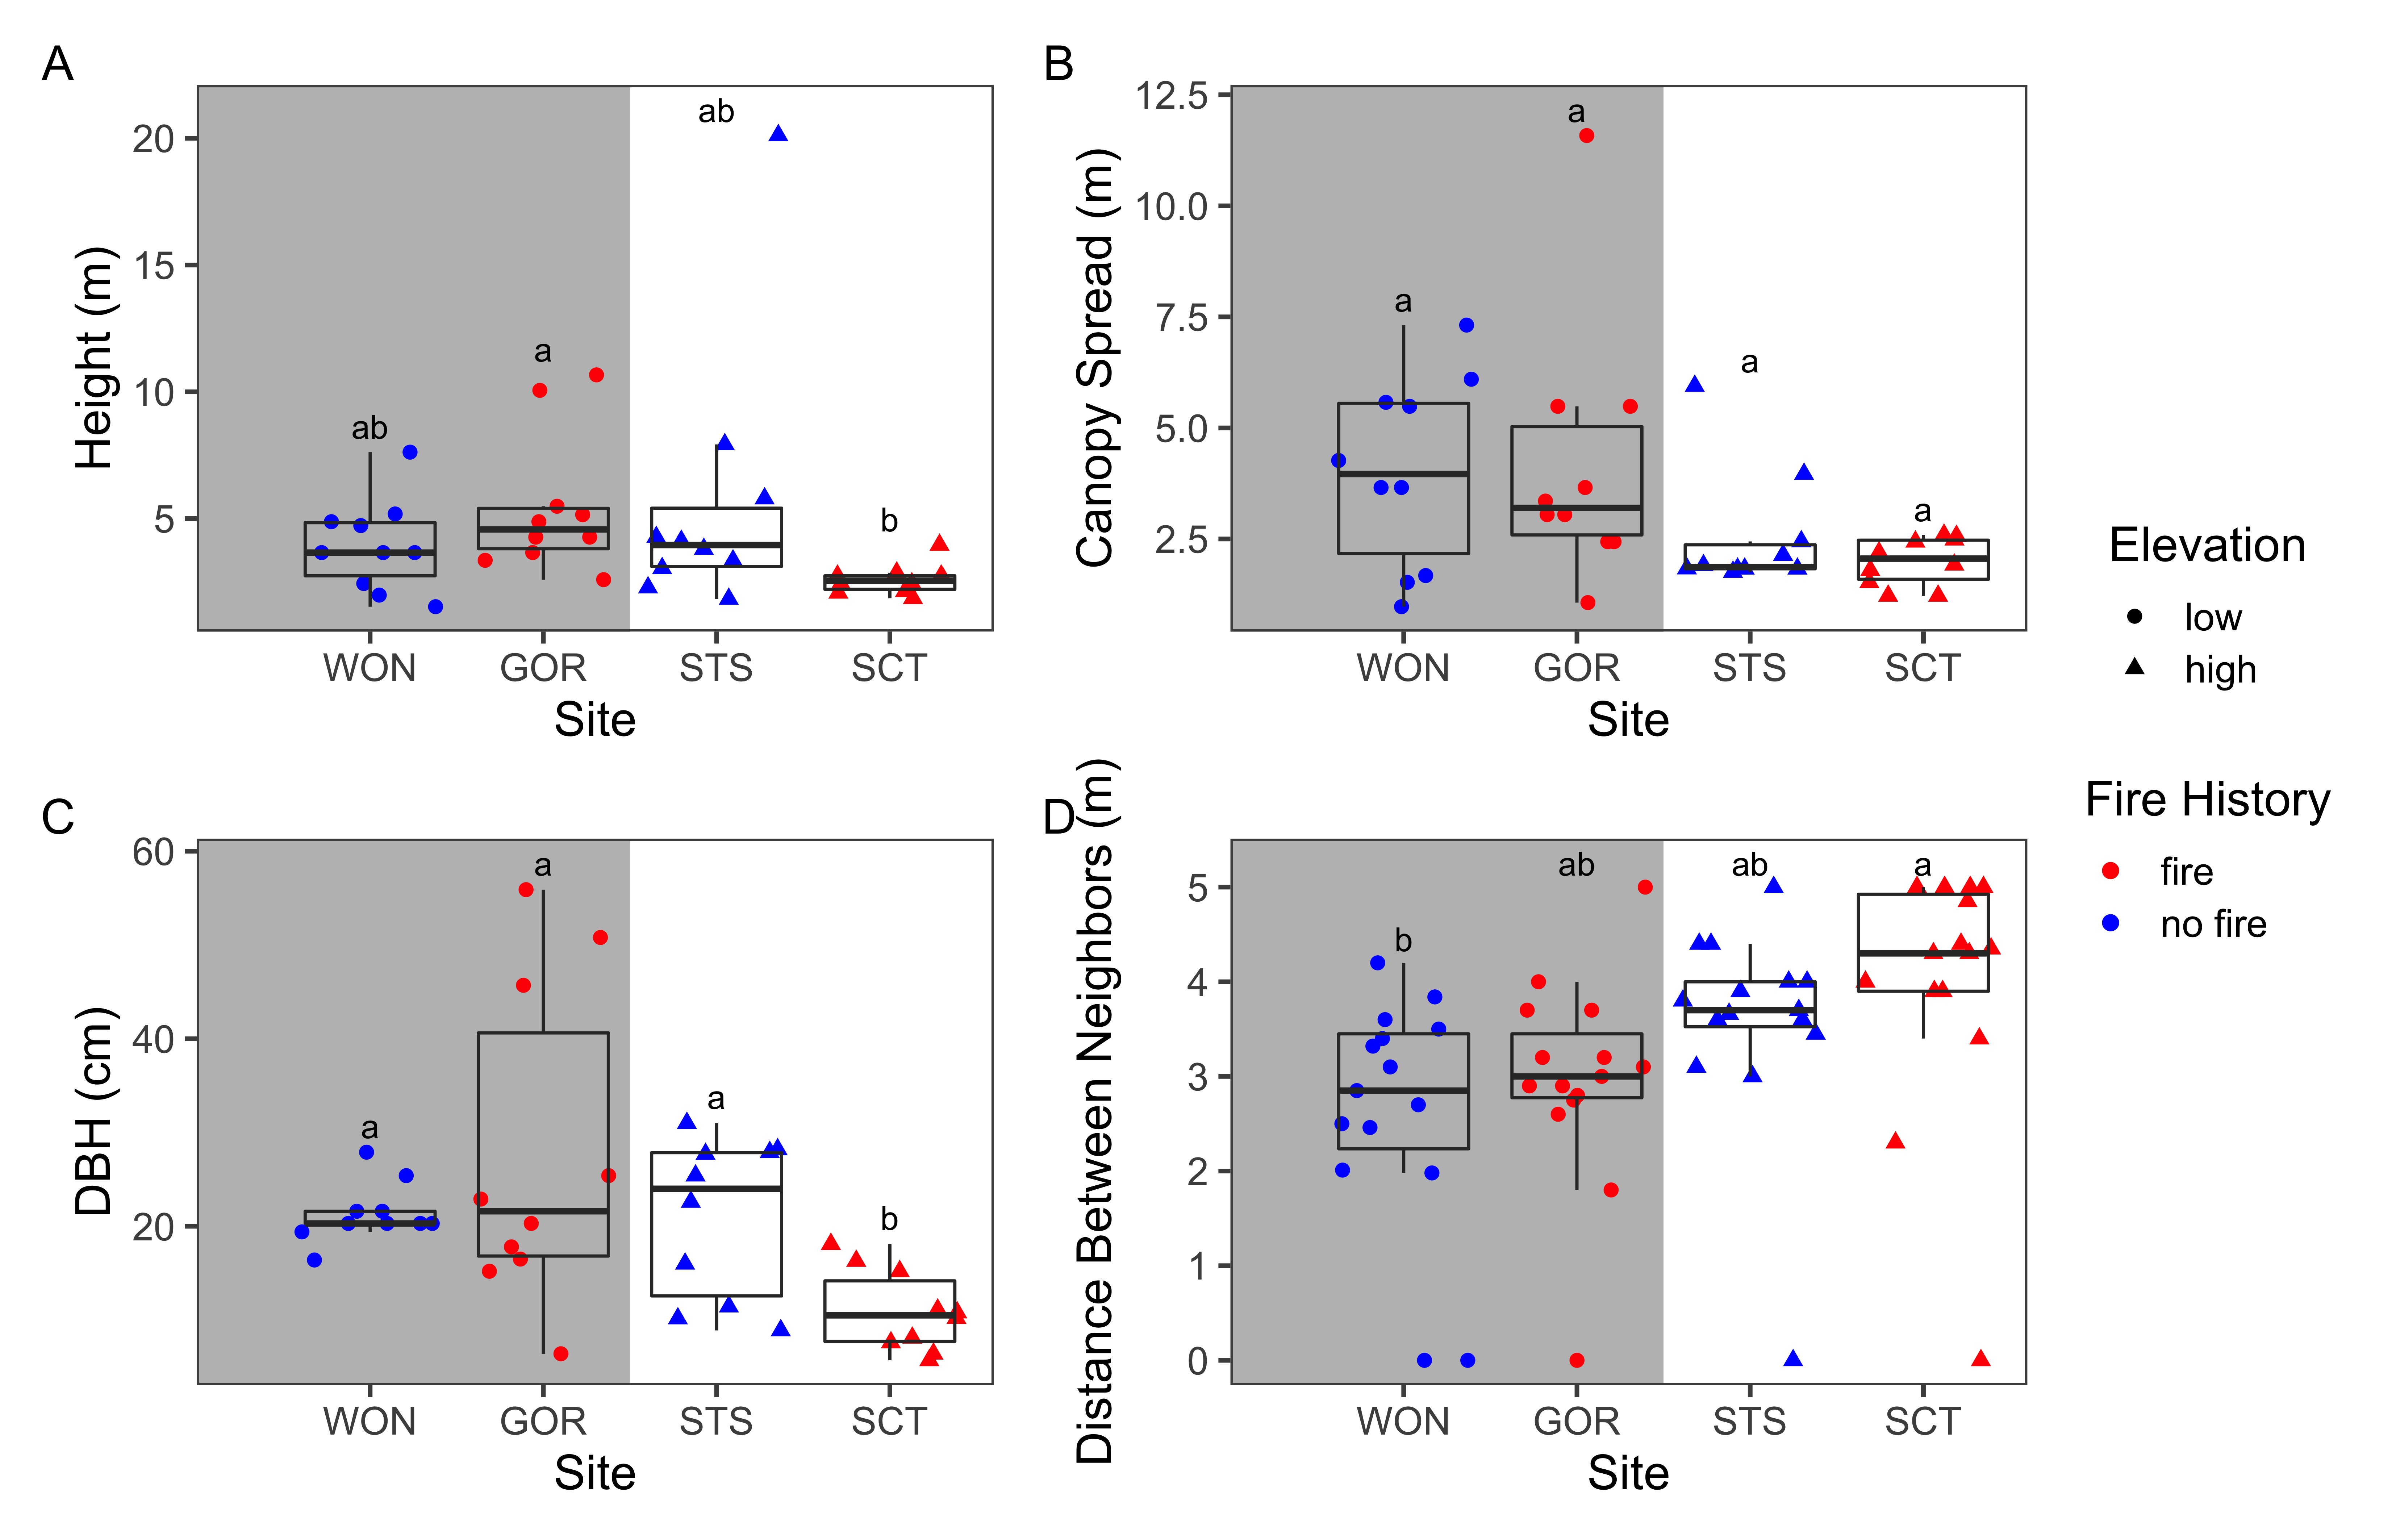 A
ab
20
15
a
10
ab
5
b
Height (m)
WON GOR STS SCT
Site
B
12.5
a
10.0
7.5
a
a
5.0
a
2.5
Canopy Spread (m)
WON GOR STS SCT
Site
Elevation
low
high
Fire History
fire
no fire
C
60
a
40
a
a
b
20
DBH (cm)
WON GOR STS SCT
Site
D
ab ab a
5
b
4
3
2
1
0
Distance Between Neighbors (m)
WON GOR STS SCT
Site